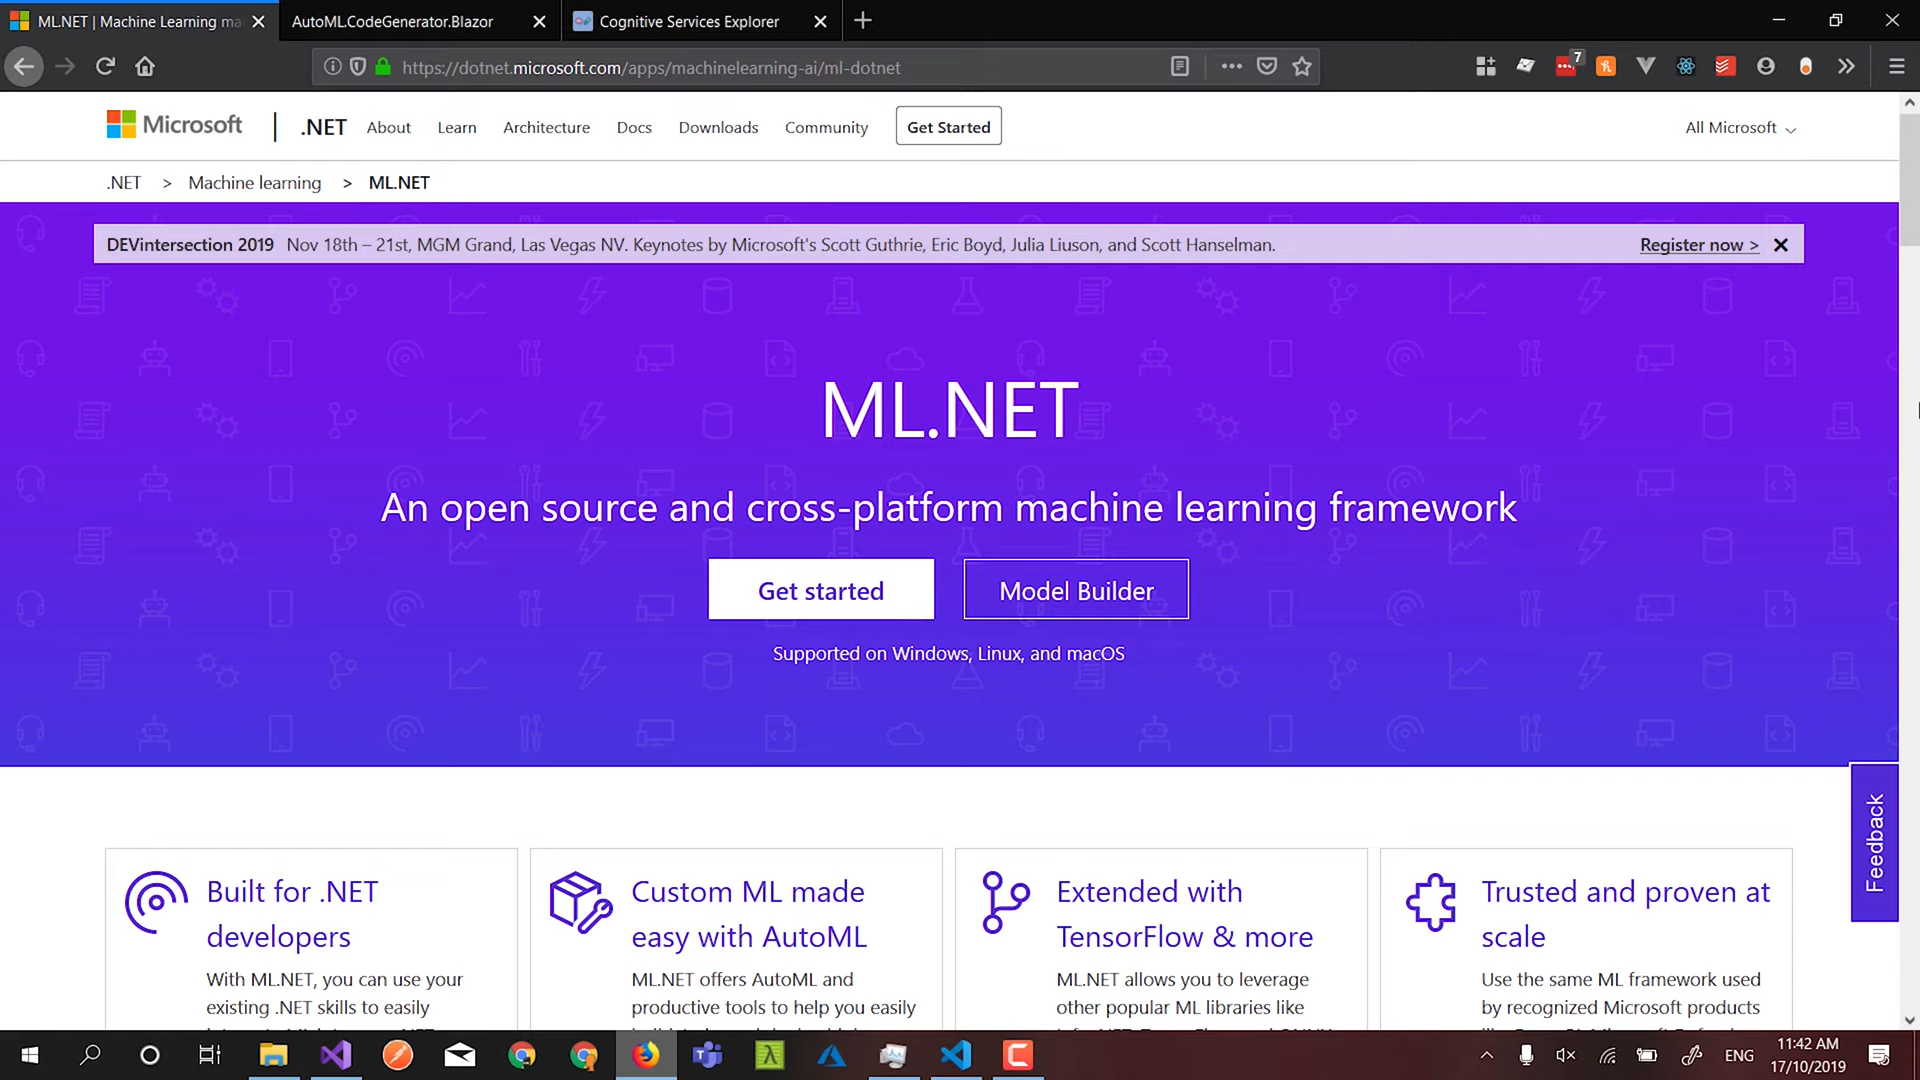 ML.NET | Machine Learning ma
AutoML.CodeGenerator.Blazor
Cognitive Services Explorer
https://dotnet.microsoft.com/apps/machinelearning-ai/ml-dotnet
7
Microsoft
.NET
About
Learn
Architecture
Docs
Downloads
Community
Get Started
All Microsoft
.NET > Machine learning > ML.NET
DEVintersection 2019 Nov 18th – 21st, MGM Grand, Las Vegas NV. Keynotes by Microsoft's Scott Guthrie, Eric Boyd, Julia Liuson, and Scott Hanselman.
Register now >
ML.NET
An open source and cross-platform machine learning framework
Get started
Model Builder
Supported on Windows, Linux, and macOS
Feedback
Built for .NET
developers
With ML.NET, you can use your
existing .NET skills to easily
Custom ML made
easy with AutoML
ML.NET offers AutoML and
productive tools to help you easily
Extended with
TensorFlow & more
ML.NET allows you to leverage
other popular ML libraries like
Trusted and proven at
scale
Use the same ML framework used
by recognized Microsoft products
ENG
11:42 AM
17/10/2019